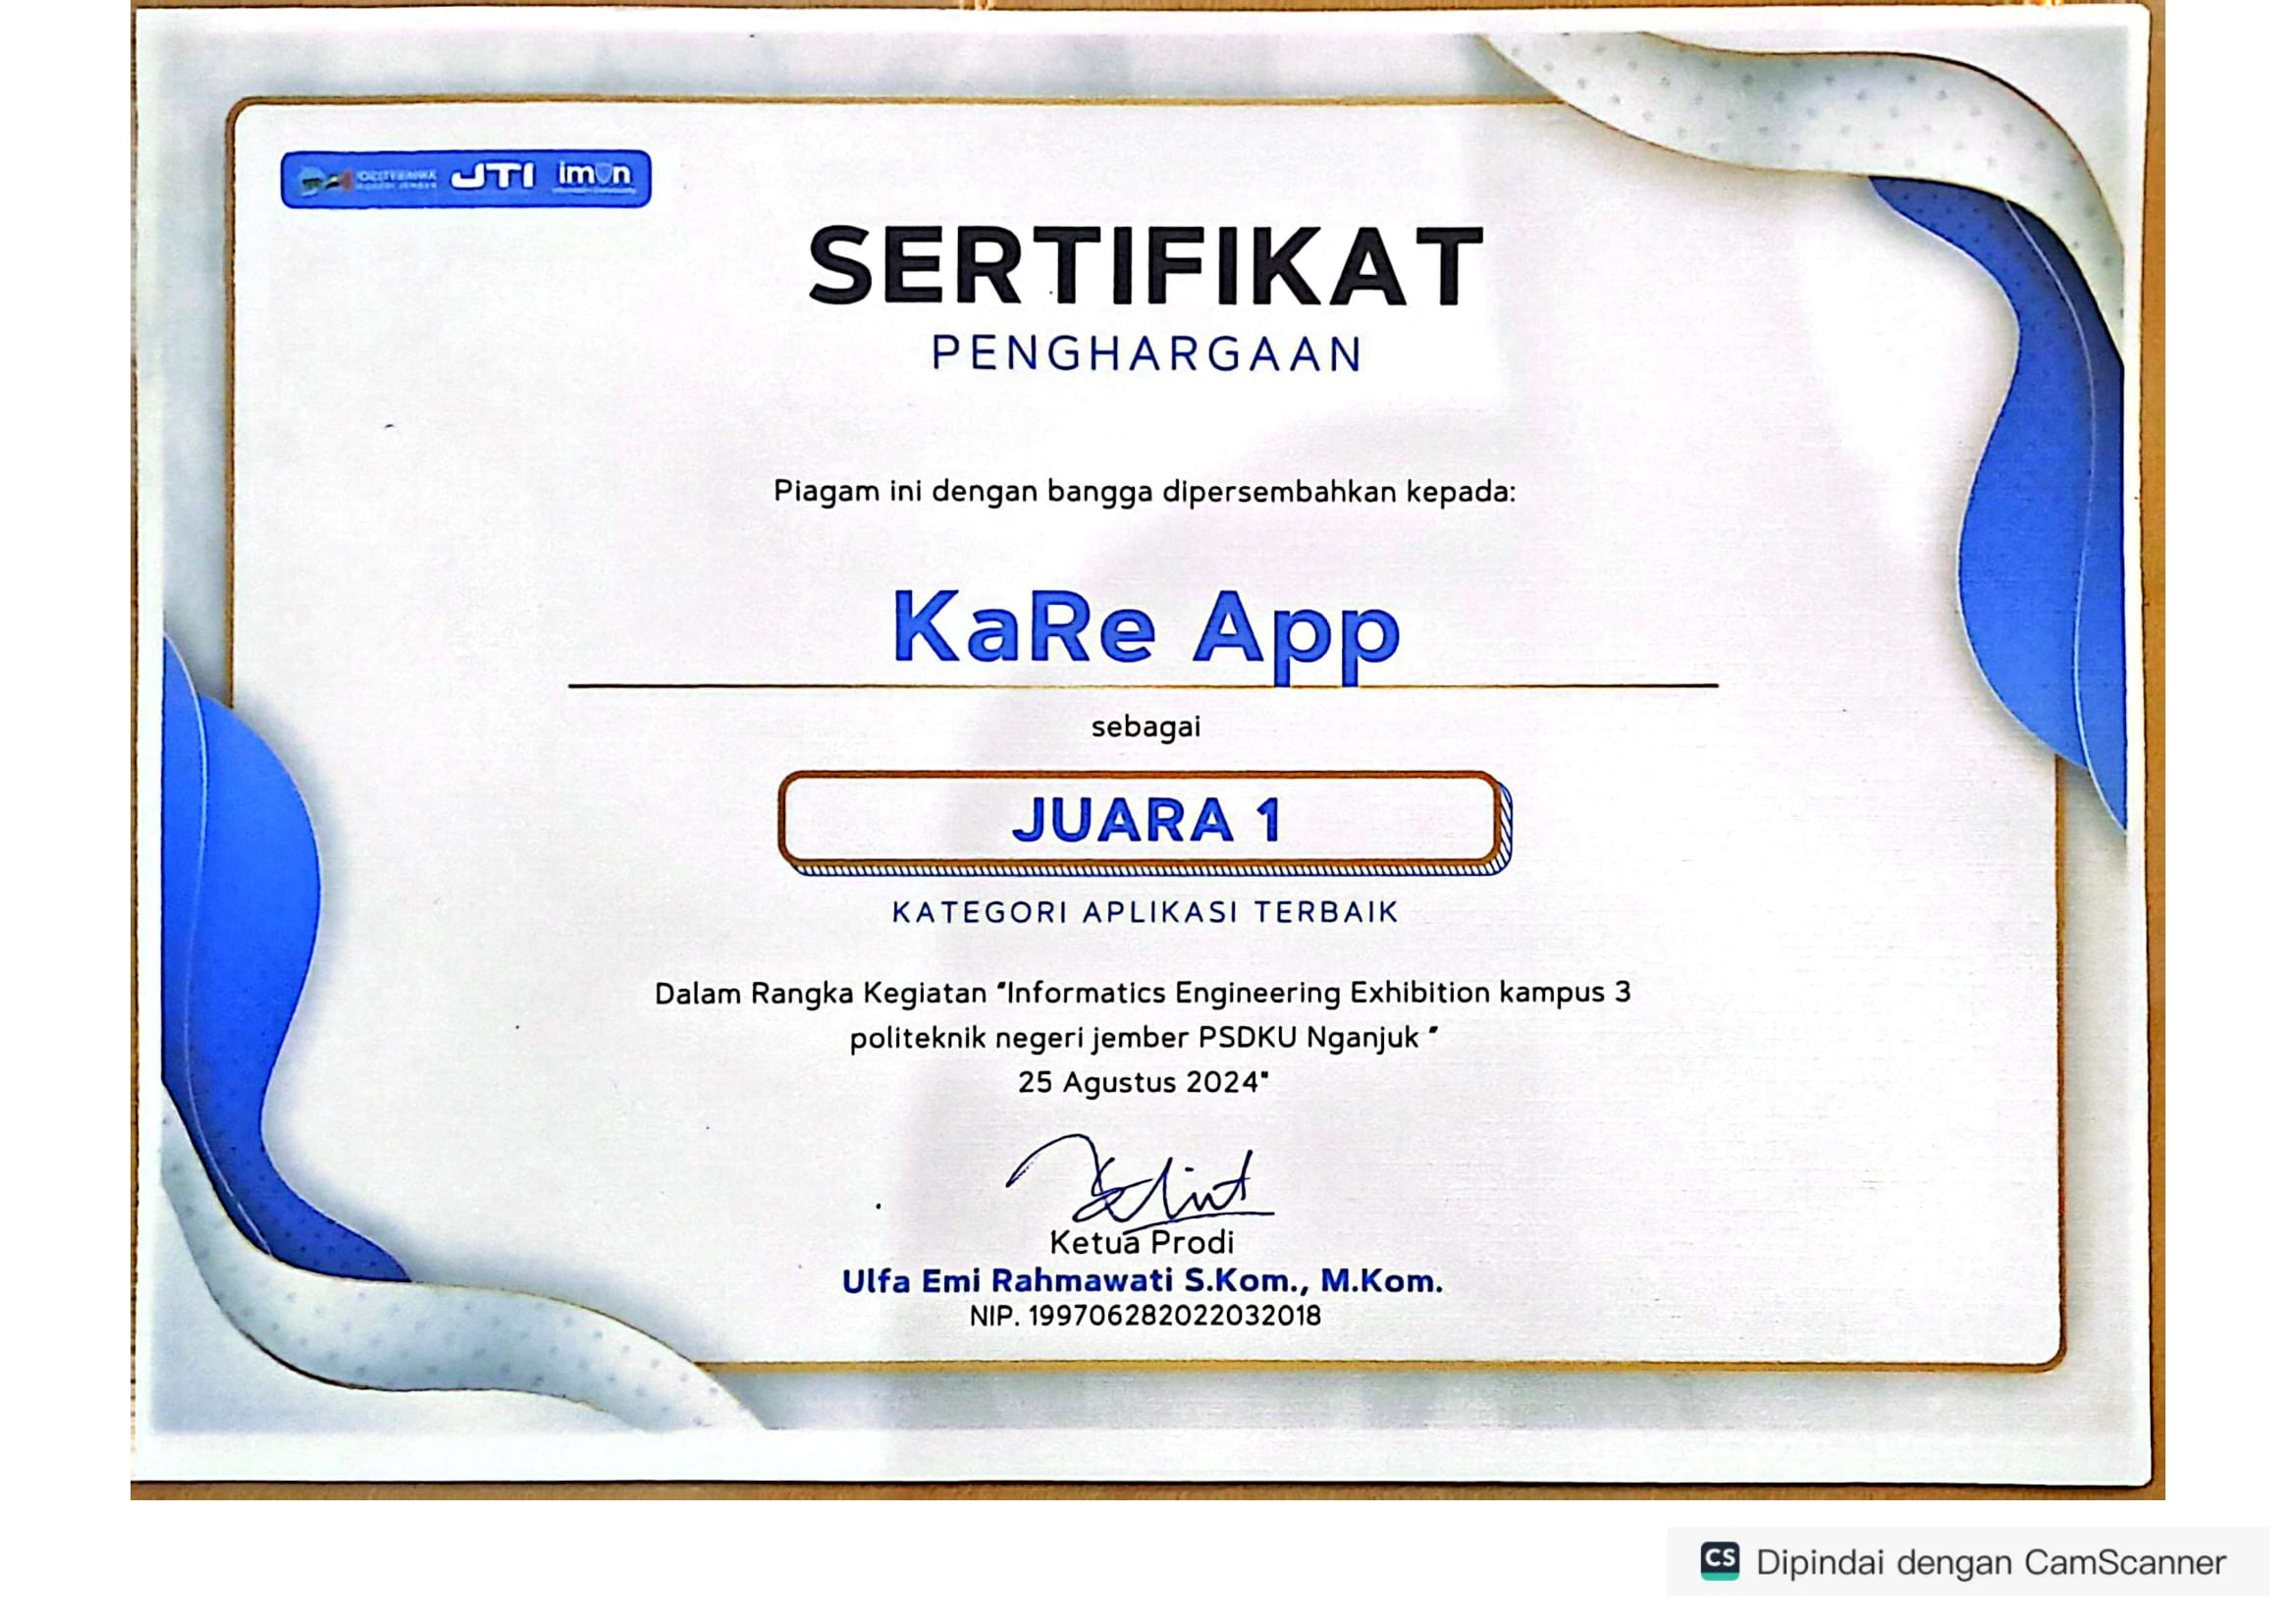 JTI
SERTIFIKAT
PENGHARGAAN
Piagam ini dengan bangga dipersembahkan kepada:
KaRe App
sebagai
JUARA 1
KATEGORI APLIKASI TERBAIK
Dalam Rangka Kegiatan "Informatics Engineering Exhibition kampus 3
politeknik negeri jember PSDKU Nganjuk "
25 Agustus 2024"
Ketua Prodi
Ulfa Emi Rahmawati S.Kom., M.Kom.
NIP. 199706282022032018
CS Dipindai dengan CamScanner